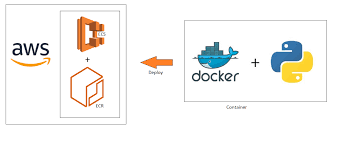 aws
ECS
+
ECR
Deploy
docker
+
Container